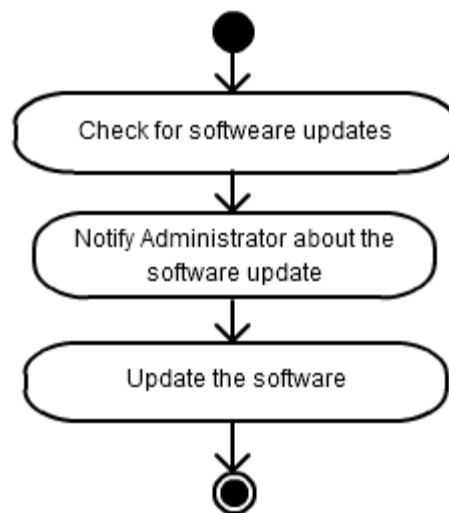 Check for softweare updates
Notify Administrator about the
software update
Update the software